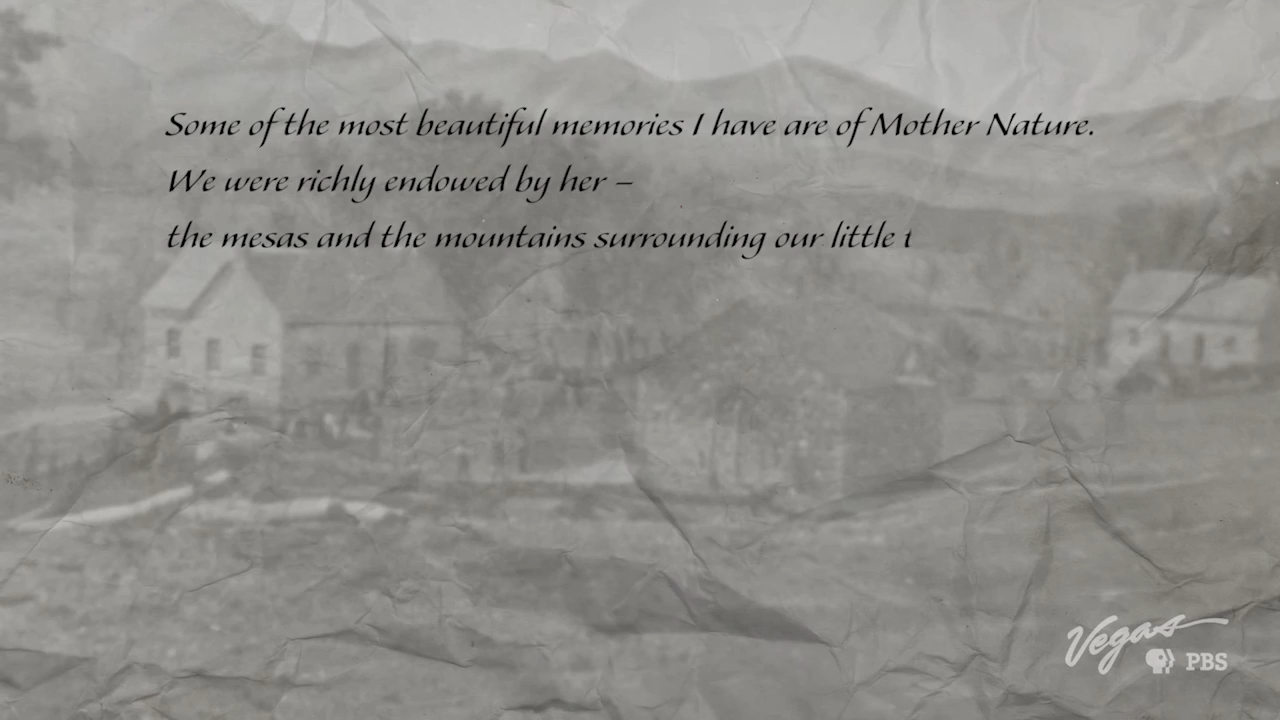 Some of the most beautiful memories I have are of Mother Nature.
We were richly endowed by her –
the mesas and the mountains surrounding our little t
Vegas
PBS